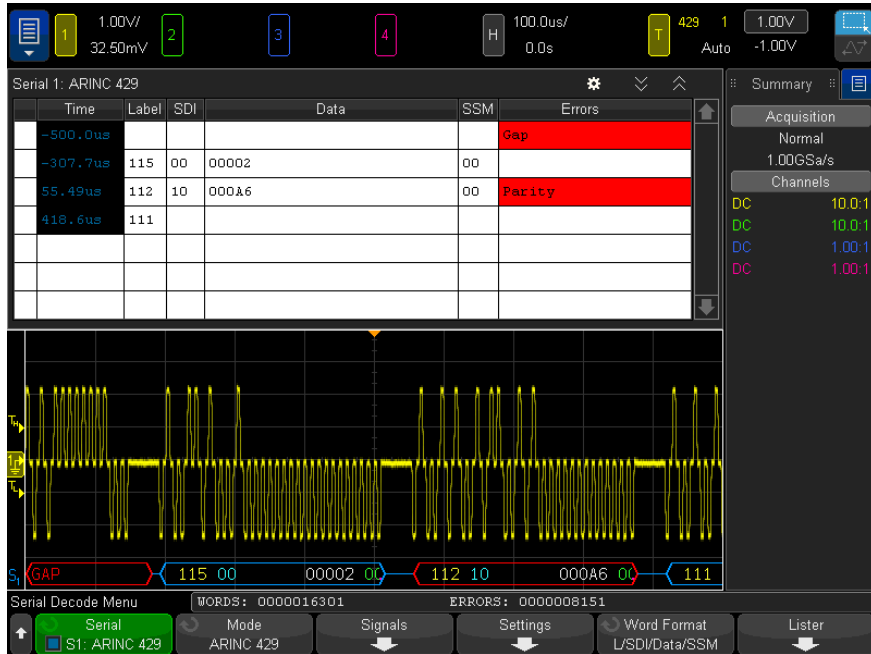 1 1.00V/ 32.50mV 2 3 4 H 100.0us/ 0.0s T 429 1 Auto 1.00V -1.00V
Serial 1: ARINC 429
Time Label SDI Data SSM Errors
-500.0us Gap
-307.7us 115 00 00002 00
55.49us 112 10 000A6 00 Parity
418.6us 111
Summary
Acquisition
Normal
1.00GSa/s
Channels
DC 10.0:1
DC 10.0:1
DC 1.00:1
DC 1.00:1
TH
1
TL
S1 GAP 115 00 00002 00 112 10 000A6 00 111
Serial Decode Menu WORDS: 0000016301 ERRORS: 0000008151
Serial Mode Signals Settings Word Format Lister
S1: ARINC 429 ARINC 429 L/SDI/Data/SSM